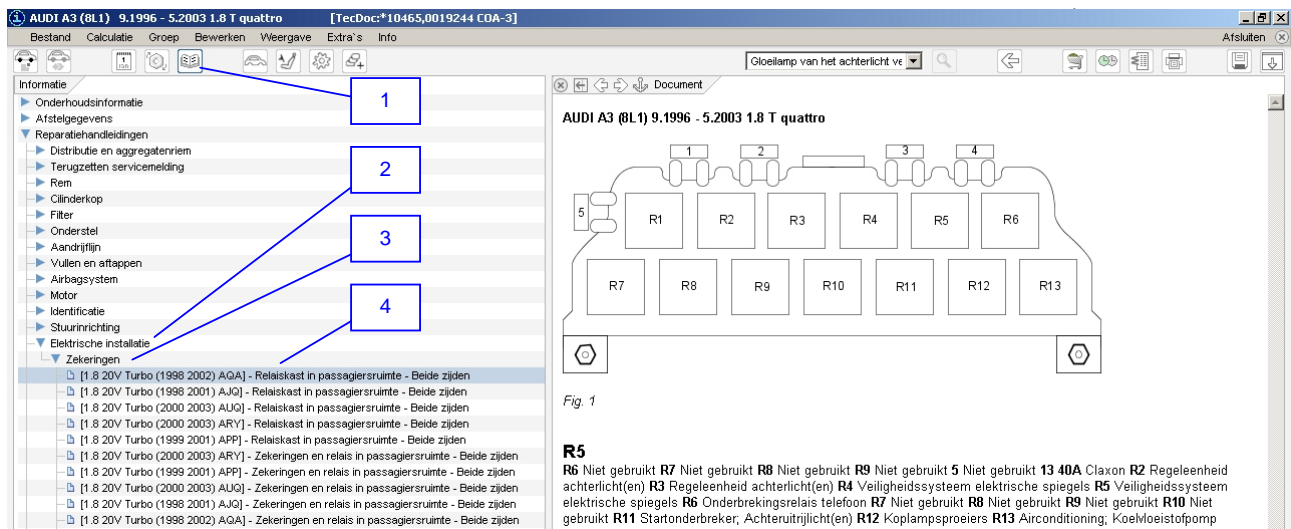 AUDI A3 (8L1) 9.1996 - 5.2003 1.8 T quattro [TecDoc:*10465,0019244 COA-3]
Bestand Calculatie Groep Bewerken Weergave Extra`s Info Afsluiten
Gloeilamp van het achterlicht ve
Informatie
Onderhoudsinformatie
Afstelgegevens
Reparatiehandleidingen
Distributie en aggregatenriem
Terugzetten servicemelding
Rem
Cilinderkop
Filter
Onderstel
Aandrijflijn
Vullen en aftappen
Airbagsystem
Motor
Identificatie
Stuurinrichting
Elektrische installatie
Zekeringen
[1.8 20V Turbo (1998 2002) AQA] - Relaiskast in passagiersruimte - Beide zijden
[1.8 20V Turbo (1998 2001) AJQ] - Relaiskast in passagiersruimte - Beide zijden
[1.8 20V Turbo (2000 2003) AUQ] - Relaiskast in passagiersruimte - Beide zijden
[1.8 20V Turbo (2000 2003) ARY] - Relaiskast in passagiersruimte - Beide zijden
[1.8 20V Turbo (1999 2001) APP] - Relaiskast in passagiersruimte - Beide zijden
[1.8 20V Turbo (2000 2003) ARY] - Zekeringen en relais in passagiersruimte - Beide zijden
[1.8 20V Turbo (1999 2001) APP] - Zekeringen en relais in passagiersruimte - Beide zijden
[1.8 20V Turbo (2000 2003) AUQ] - Zekeringen en relais in passagiersruimte - Beide zijden
[1.8 20V Turbo (1998 2001) AJQ] - Zekeringen en relais in passagiersruimte - Beide zijden
[1.8 20V Turbo (1998 2002) AQA] - Zekeringen en relais in passagiersruimte - Beide zijden
1
2
3
4
Document
AUDI A3 (8L1) 9.1996 - 5.2003 1.8 T quattro
1 2 3 4
5 R1 R2 R3 R4 R5 R6
R7 R8 R9 R10 R11 R12 R13
Fig. 1
R5
R6 Niet gebruikt R7 Niet gebruikt R8 Niet gebruikt R9 Niet gebruikt 5 Niet gebruikt 13 40A Claxon R2 Regeleenheid
achterlicht(en) R3 Regeleenheid achterlicht(en) R4 Veiligheidssysteem elektrische spiegels R5 Veiligheidssysteem
elektrische spiegels R6 Onderbrekingsrelais telefoon R7 Niet gebruikt R8 Niet gebruikt R9 Niet gebruikt R10 Niet
gebruikt R11 Startonderbreker; Achteruitrijlicht(en) R12 Koplampsproeiers R13 Airconditioning; Koelvloeistofpomp